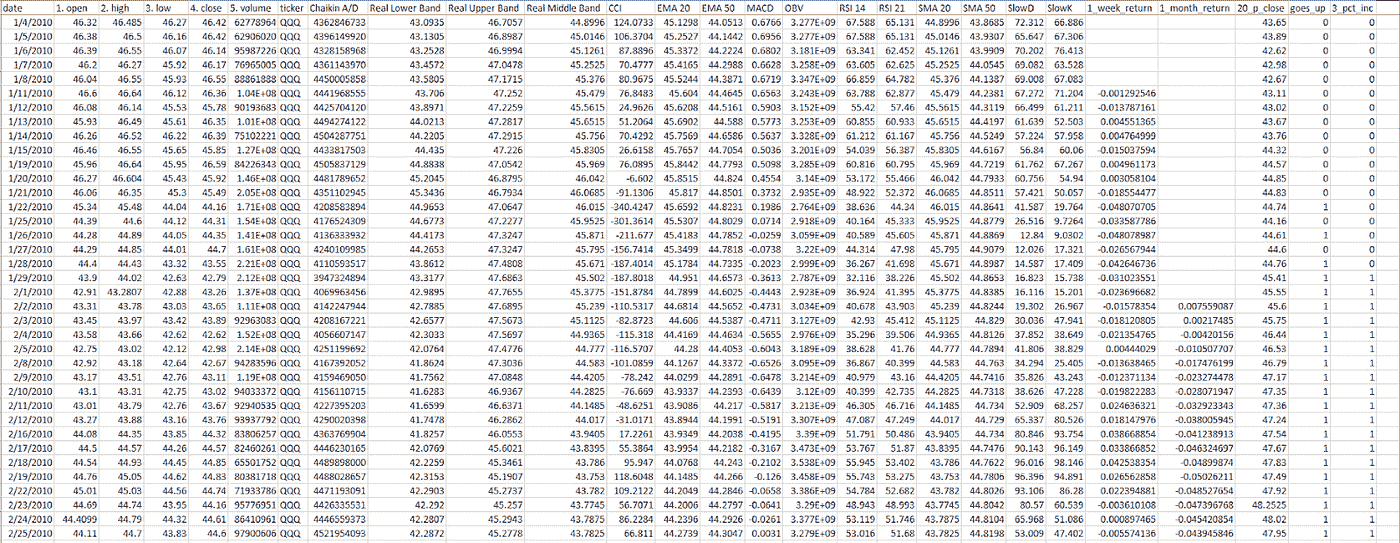 date 1. open 2. high 3. low 4. close 5. volume ticker Chaikin A/D Real Lower Band Real Upper Band Real Middle Band CCI EMA 20 EMA 50 MACD OBV RSI 14 RSI 21 SMA 20 SMA 50 SlowD SlowK 1_week_return 1_month_return 20_p_close goes_up 3_pct_inc
1/4/2010 46.32 46.485 46.27 46.42 62778964 QQQ 4362846733 43.0935 46.7057 44.8996 124.0733 45.1298 44.0513 0.6766 3.277E+09 67.588 65.131 44.8996 43.8685 72.312 66.886 43.65 0 0
1/5/2010 46.38 46.5 46.16 46.42 62906020 QQQ 4396149920 43.1305 46.8987 45.0146 106.3704 45.2527 44.1442 0.6956 3.277E+09 67.588 65.131 45.0146 43.9307 65.647 67.306 43.89 0 0
1/6/2010 46.39 46.55 46.07 46.14 95987226 QQQ 4328158968 43.2528 46.9994 45.1261 87.8896 45.3372 44.2224 0.6802 3.181E+09 63.341 62.452 45.1261 43.9909 70.202 76.413 42.62 0 0
1/7/2010 46.2 46.27 45.92 46.17 76965005 QQQ 4361143970 43.4572 47.0478 45.2525 70.4777 45.4165 44.2988 0.6628 3.258E+09 63.605 62.625 45.2525 44.0545 69.082 63.528 42.98 0 0
1/8/2010 46.04 46.55 45.93 46.55 88861888 QQQ 4450005858 43.5805 47.1715 45.376 80.9675 45.5244 44.3871 0.6719 3.347E+09 66.859 64.782 45.376 44.1387 69.008 67.083 42.67 0 0
1/11/2010 46.6 46.64 46.12 46.36 1.04E+08 QQQ 4441968555 43.706 47.252 45.479 76.8483 45.604 44.4645 0.6563 3.243E+09 63.788 62.877 45.479 44.2381 67.272 71.204 -0.001292546 43.11 0 0
1/12/2010 46.08 46.14 45.53 45.78 90193683 QQQ 4425704120 43.8971 47.2259 45.5615 24.9626 45.6208 44.5161 0.5903 3.152E+09 55.42 57.46 45.5615 44.3119 66.499 61.211 -0.013787161 43.02 0 0
1/13/2010 45.93 46.49 45.61 46.35 1.01E+08 QQQ 4494274122 44.0213 47.2817 45.6515 51.2064 45.6902 44.588 0.5773 3.253E+09 60.855 60.933 45.6515 44.4197 61.639 52.503 0.004551365 43.67 0 0
1/14/2010 46.26 46.52 46.22 46.39 75102221 QQQ 4504287751 44.2205 47.2915 45.756 70.4292 45.7569 44.6586 0.5637 3.328E+09 61.212 61.167 45.756 44.5249 57.224 57.958 0.004764999 43.76 0 0
1/15/2010 46.46 46.55 45.65 45.85 1.27E+08 QQQ 4433817503 44.435 47.226 45.8305 26.6158 45.7657 44.7054 0.5036 3.201E+09 54.039 56.387 45.8305 44.6167 56.84 60.06 -0.015037594 44.32 0 0
1/19/2010 45.96 46.64 45.95 46.59 84226343 QQQ 4505837129 44.8838 47.0542 45.969 76.0895 45.8442 44.7793 0.5098 3.285E+09 60.816 60.795 45.969 44.7219 61.762 67.267 0.004961173 44.57 0 0
1/20/2010 46.27 46.604 45.43 45.92 1.46E+08 QQQ 4481789652 45.2045 46.8795 46.042 -6.602 45.8515 44.824 0.4554 3.14E+09 53.172 55.466 46.042 44.7933 60.756 54.94 0.003058104 44.85 0 0
1/21/2010 46.06 46.35 45.3 45.49 2.05E+08 QQQ 4351102945 45.3436 46.7934 46.0685 -91.1306 45.817 44.8501 0.3732 2.935E+09 48.922 52.372 46.0685 44.8511 57.421 50.057 -0.018554477 44.83 0 0
1/22/2010 45.34 45.48 44.04 44.16 1.71E+08 QQQ 4208583894 44.9653 47.0647 46.015 -340.4247 45.6592 44.8231 0.1986 2.764E+09 38.636 44.34 46.015 44.8641 41.587 19.764 -0.048070705 44.74 1 0
1/25/2010 44.39 44.6 44.12 44.31 1.54E+08 QQQ 4176524309 44.6773 47.2277 45.9525 -301.3614 45.5307 44.8029 0.0714 2.918E+09 40.164 45.333 45.9525 44.8779 26.516 9.7264 -0.033587786 44.16 0 0
1/26/2010 44.28 44.89 44.05 44.35 1.41E+08 QQQ 4136333932 44.4173 47.3247 45.871 -211.677 45.4183 44.7852 -0.0259 3.059E+09 40.589 45.605 45.871 44.8869 12.84 9.0302 -0.048078987 44.61 1 0
1/27/2010 44.29 44.85 44.01 44.7 1.61E+08 QQQ 4240109985 44.2653 47.3247 45.795 -156.7414 45.3499 44.7818 -0.0738 3.22E+09 44.314 47.98 45.795 44.9079 12.026 17.321 -0.026567944 44.6 0 0
1/28/2010 44.4 44.43 43.32 43.55 2.21E+08 QQQ 4110593517 43.8612 47.4808 45.671 -187.4014 45.1784 44.7335 -0.2023 2.999E+09 36.267 41.698 45.671 44.8987 14.587 17.409 -0.042646736 44.76 1 0
1/29/2010 43.9 44.02 42.63 42.79 2.12E+08 QQQ 3947324894 43.3177 47.6863 45.502 -187.8018 44.951 44.6573 -0.3613 2.787E+09 32.116 38.226 45.502 44.8653 16.823 15.738 -0.031023551 45.41 1 1
2/1/2010 42.91 43.2807 42.88 43.26 1.37E+08 QQQ 4069963456 42.9895 47.7655 45.3775 -151.8784 44.7899 44.6025 -0.4443 2.923E+09 36.924 41.395 45.3775 44.8385 16.116 15.201 -0.023696682 45.55 1 1
2/2/2010 43.31 43.78 43.03 43.65 1.11E+08 QQQ 4142247944 42.7885 47.6895 45.239 -110.5317 44.6814 44.5652 -0.4731 3.034E+09 40.678 43.903 45.239 44.8244 19.302 26.967 -0.01578354 0.007559087 45.6 1 1
2/3/2010 43.45 43.97 43.42 43.89 92963083 QQQ 4208167221 42.6577 47.5673 45.1125 -82.8723 44.606 44.5387 -0.4711 3.127E+09 42.93 45.412 45.1125 44.829 30.036 47.941 -0.018120805 0.00217485 45.75 1 1
2/4/2010 43.58 43.66 42.62 42.62 1.52E+08 QQQ 4056607147 42.3033 47.5697 44.9365 -115.318 44.4169 44.4634 -0.5655 2.976E+09 35.296 39.506 44.9365 44.8126 37.852 38.649 -0.021354765 -0.00420156 46.44 1 1
2/5/2010 42.75 43.02 42.12 42.98 2.14E+08 QQQ 4251199692 42.0764 47.4776 44.777 -116.5707 44.28 44.4053 -0.6043 3.189E+09 38.628 41.76 44.777 44.7894 41.806 38.829 0.00444029 -0.010507707 46.53 1 1
2/8/2010 42.92 43.18 42.64 42.67 94283596 QQQ 4167392052 41.8624 47.3036 44.583 -101.0859 44.1267 44.3372 -0.6526 3.095E+09 36.867 40.399 44.583 44.763 34.294 25.405 -0.013638465 -0.017476199 46.79 1 1
2/9/2010 43.17 43.51 42.76 43.11 1.19E+08 QQQ 4159469050 41.7562 47.0848 44.4205 -78.242 44.0299 44.2891 -0.6478 3.214E+09 40.979 43.16 44.4205 44.7416 35.826 43.243 -0.012371134 -0.023274478 47.17 1 1
2/10/2010 43.1 43.31 42.75 43.02 94033372 QQQ 4156110715 41.6283 46.9367 44.2825 -76.669 43.9337 44.2393 -0.6439 3.12E+09 40.399 42.735 44.2825 44.7318 38.626 47.228 -0.019822283 -0.028071947 47.35 1 1
2/11/2010 43.01 43.79 42.76 43.67 92940535 QQQ 4227395203 41.6599 46.6371 44.1485 -48.6251 43.9086 44.217 -0.5817 3.213E+09 46.305 46.716 44.1485 44.734 52.909 68.257 0.024636321 -0.032923343 47.36 1 1
2/12/2010 43.27 43.88 43.16 43.76 93937792 QQQ 4290020398 41.7478 46.2862 44.017 -31.0171 43.8944 44.1991 -0.5191 3.307E+09 47.087 47.249 44.017 44.729 65.337 80.526 0.018147976 -0.038005945 47.24 1 1
2/16/2010 44.08 44.35 43.85 44.32 83806257 QQQ 4363769904 41.8257 46.0553 43.9405 17.2261 43.9349 44.2038 -0.4195 3.39E+09 51.791 50.486 43.9405 44.734 80.846 93.754 0.038668854 -0.041238913 47.54 1 1
2/17/2010 44.5 44.57 44.26 44.57 82460261 QQQ 4446230165 42.0769 45.6021 43.8395 55.3864 43.9954 44.2182 -0.3167 3.473E+09 53.767 51.87 43.8395 44.7476 90.143 96.149 0.033866852 -0.046324697 47.67 1 1
2/18/2010 44.54 44.93 44.45 44.85 65501752 QQQ 4489898000 42.2259 45.3461 43.786 95.947 44.0768 44.243 -0.2102 3.538E+09 55.945 53.402 43.786 44.7622 96.016 98.146 0.042538354 -0.04899874 47.83 1 1
2/19/2010 44.76 45.05 44.62 44.83 80381718 QQQ 4488028657 42.3153 45.1907 43.753 118.6048 44.1485 44.266 -0.126 3.458E+09 55.743 53.275 43.753 44.7706 96.396 94.891 0.026562858 -0.05026211 47.49 1 1
2/22/2010 45.01 45.03 44.56 44.74 71933786 QQQ 4471193091 42.2903 45.2737 43.782 109.2122 44.2049 44.2846 -0.0658 3.386E+09 54.784 52.682 43.782 44.8026 93.106 86.28 0.022394881 -0.048527654 47.92 1 1
2/23/2010 44.69 44.74 43.95 44.16 95776951 QQQ 4426335531 42.292 45.257 43.7745 56.7071 44.2006 44.2797 -0.0641 3.29E+09 48.943 48.993 43.7745 44.8042 80.57 60.539 -0.003610108 -0.047396768 48.2525 1 1
2/24/2010 44.4099 44.79 44.32 44.61 86410961 QQQ 4446559373 42.2807 45.2943 43.7875 86.2284 44.2396 44.2926 -0.0261 3.377E+09 53.119 51.746 43.7875 44.8104 65.968 51.086 0.000897465 -0.045420854 48.02 1 1
2/25/2010 44.11 44.7 43.83 44.6 97900606 QQQ 4521954093 42.2872 45.2778 43.7825 66.811 44.2739 44.3047 0.0031 3.279E+09 53.016 51.68 43.7825 44.8198 53.009 47.402 -0.005574136 -0.043945846 47.95 1 1